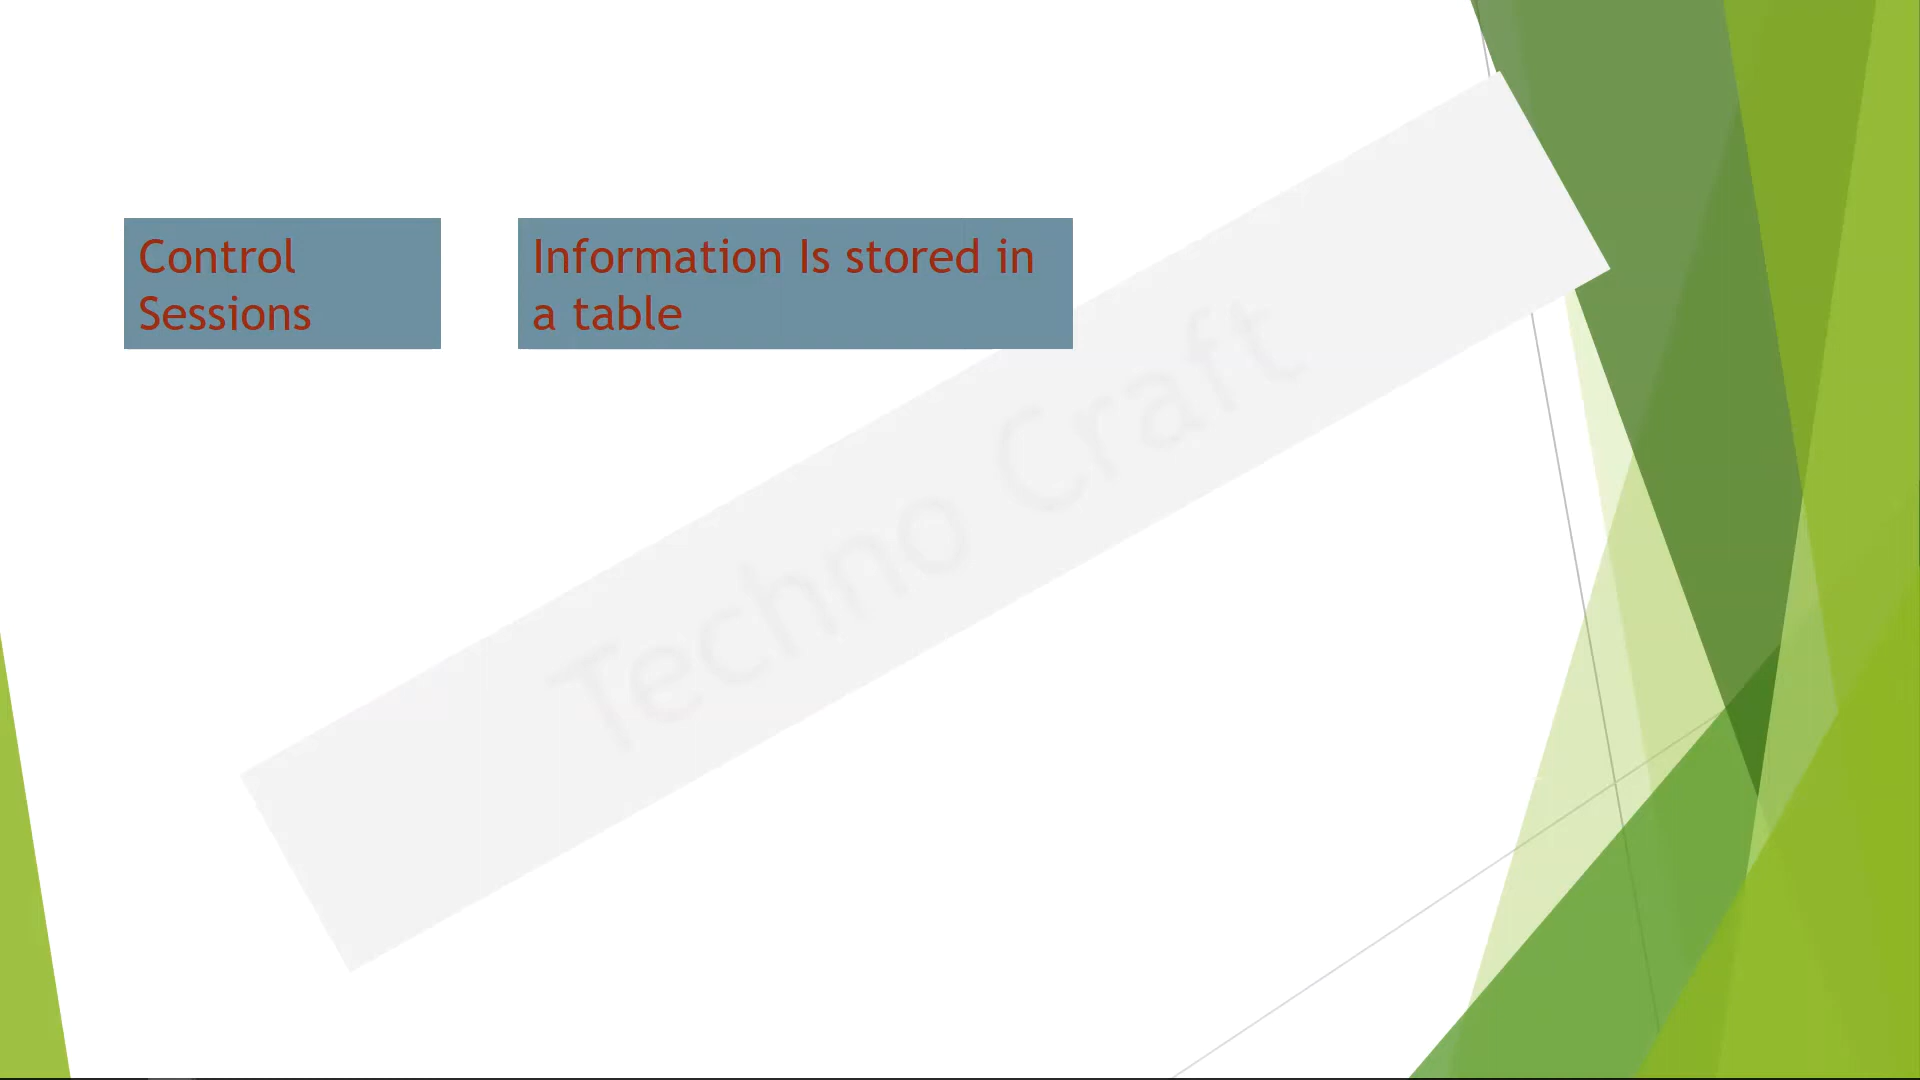 Control
Sessions
Information Is stored in
a table
Techno Craft